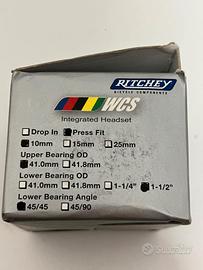 RITCHEY
BICYCLE COMPONENTS
WCS
Integrated Headset
Drop In Press Fit
10mm 15mm 25mm
Upper Bearing OD
41.0mm 41.8mm
Lower Bearing OD
41.0mm 41.8mm 1-1/4" 1-1/2"
Lower Bearing Angle
45/45 45/90
subito